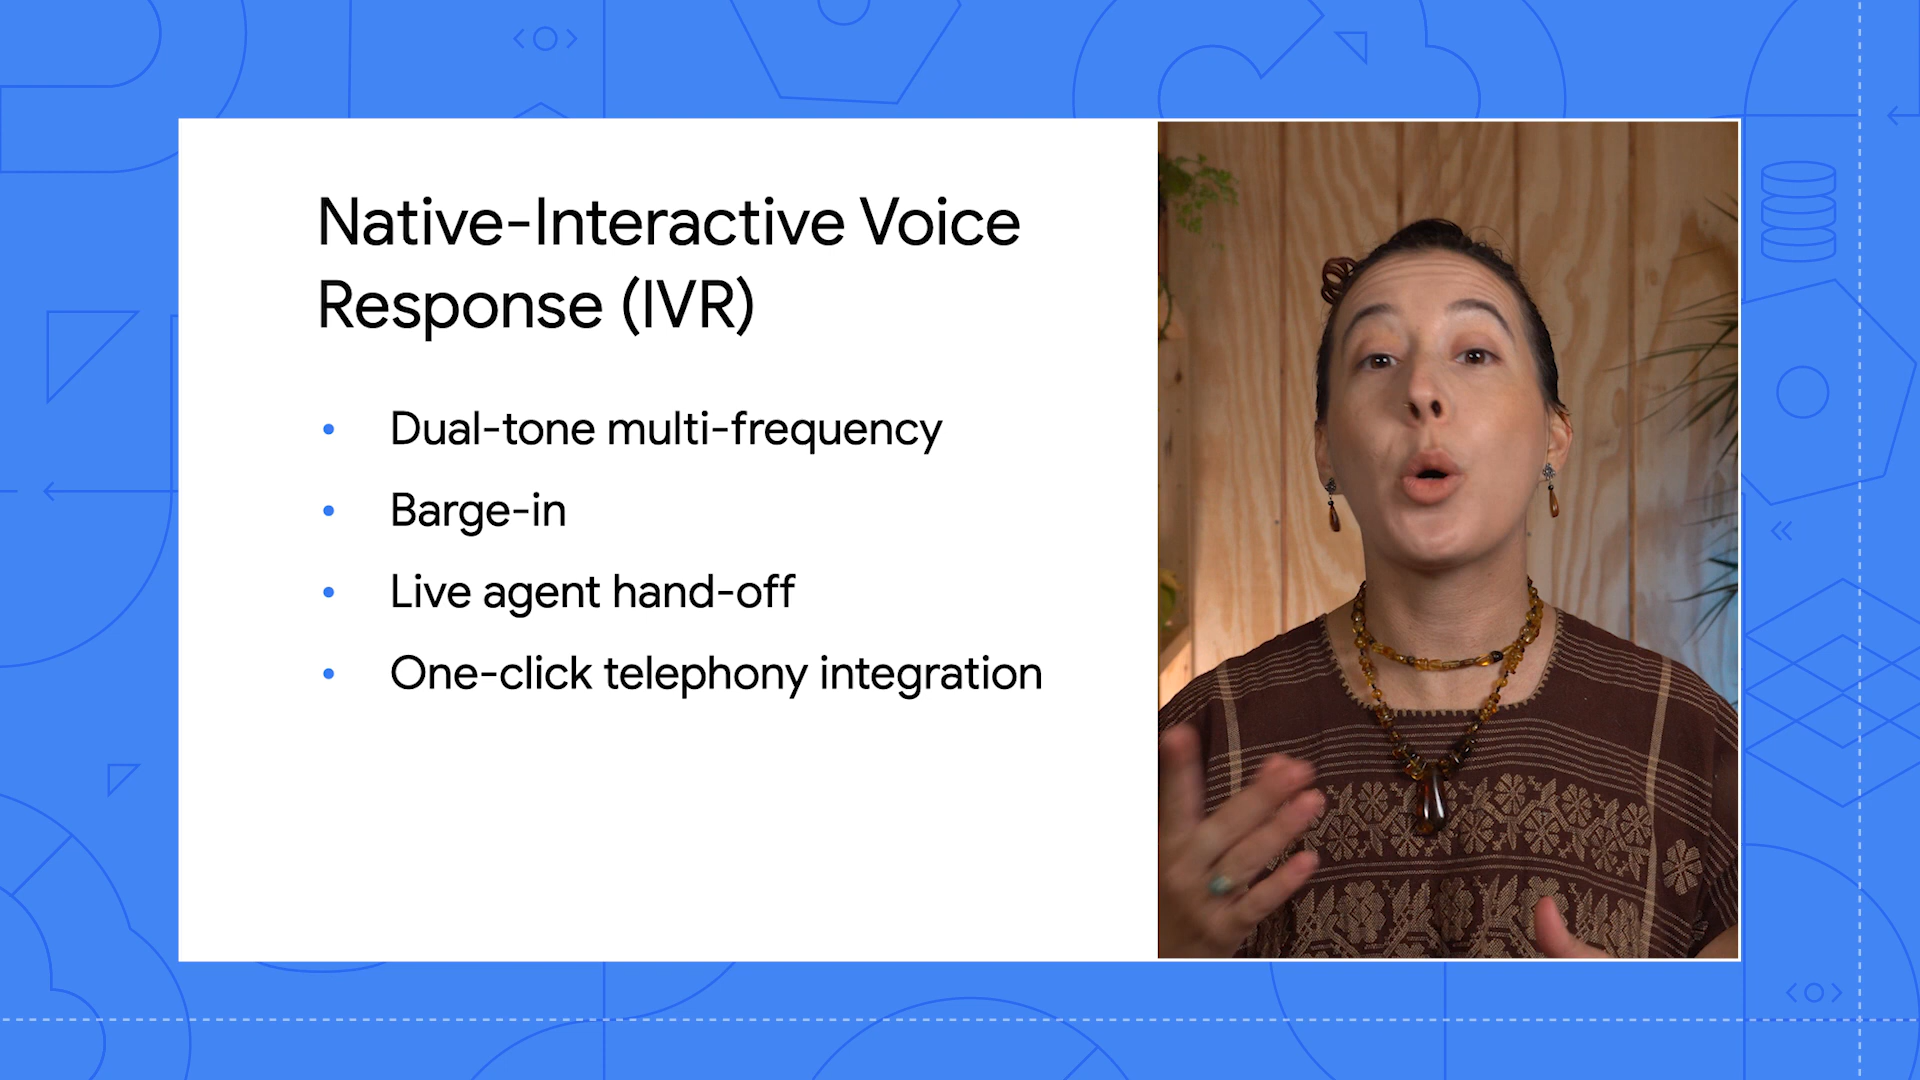 Native-Interactive Voice
Response (IVR)
• Dual-tone multi-frequency
• Barge-in
• Live agent hand-off
• One-click telephony integration